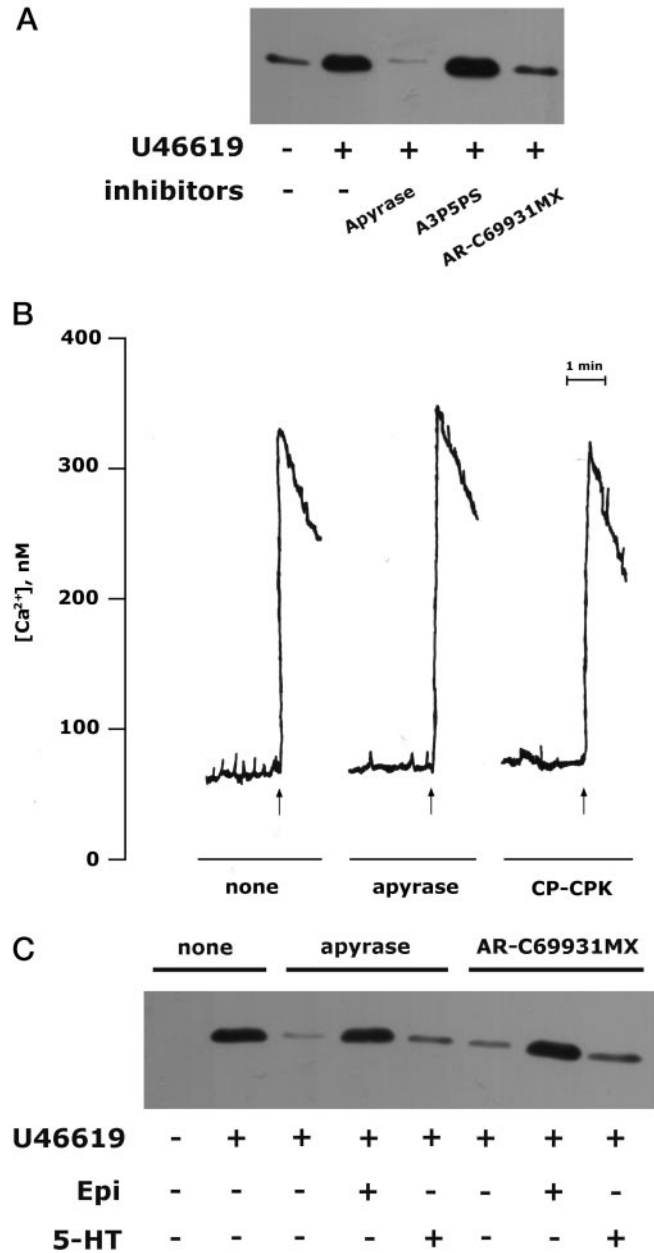 A
U46619 - + + + +
inhibitors - - Apyrase A3P5PS AR-C69931MX
B
400
1 min
300
[Ca²⁺], nM
200
100
0
none apyrase CP-CPK
C
none apyrase AR-C69931MX
U46619 - + + + + + + +
Epi - - - + - - + -
5-HT - - - - + - - +